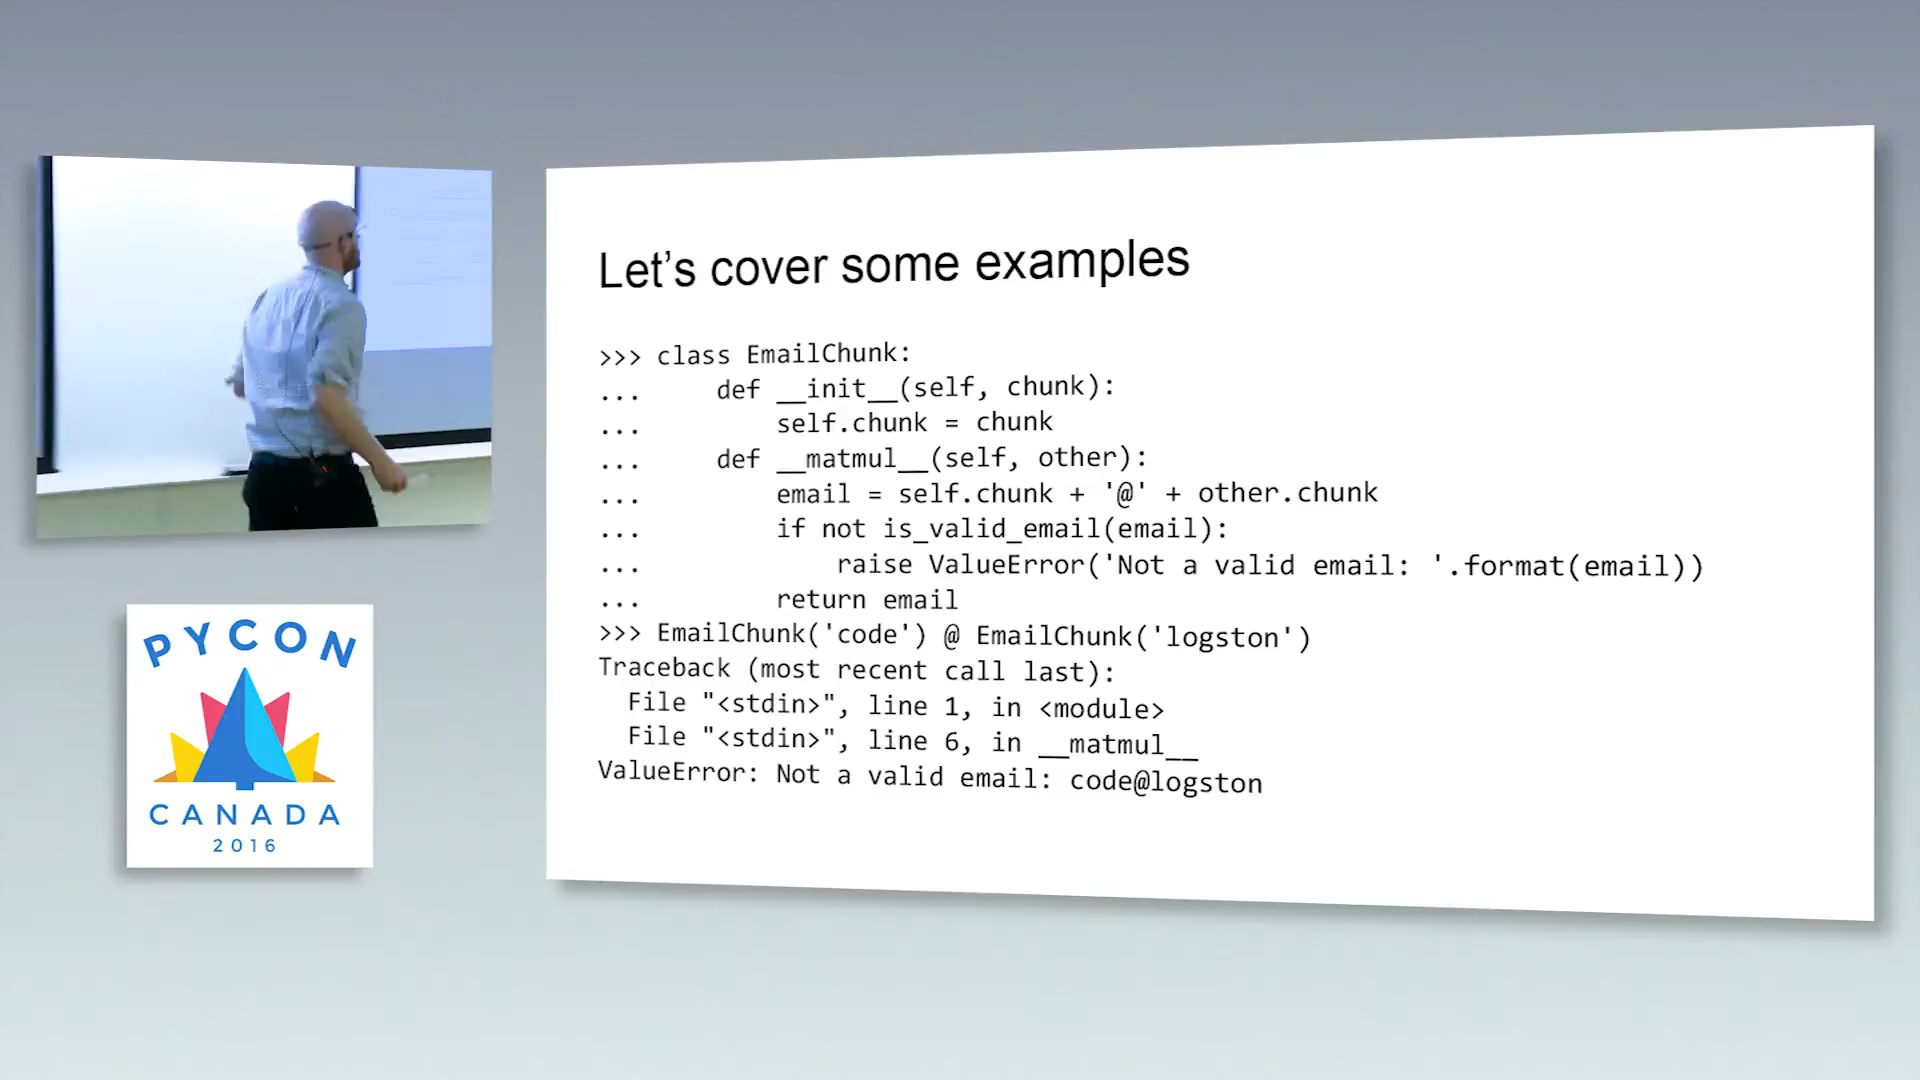 Let's cover some examples
>>> class EmailChunk:
...     def __init__(self, chunk):
...         self.chunk = chunk
...     def __matmul__(self, other):
...         email = self.chunk + '@' + other.chunk
...         if not is_valid_email(email):
...             raise ValueError('Not a valid email: '.format(email))
...         return email
>>> EmailChunk('code') @ EmailChunk('logston')
Traceback (most recent call last):
  File "<stdin>", line 1, in <module>
  File "<stdin>", line 6, in __matmul__
ValueError: Not a valid email: code@logston
PYCON
CANADA
2016